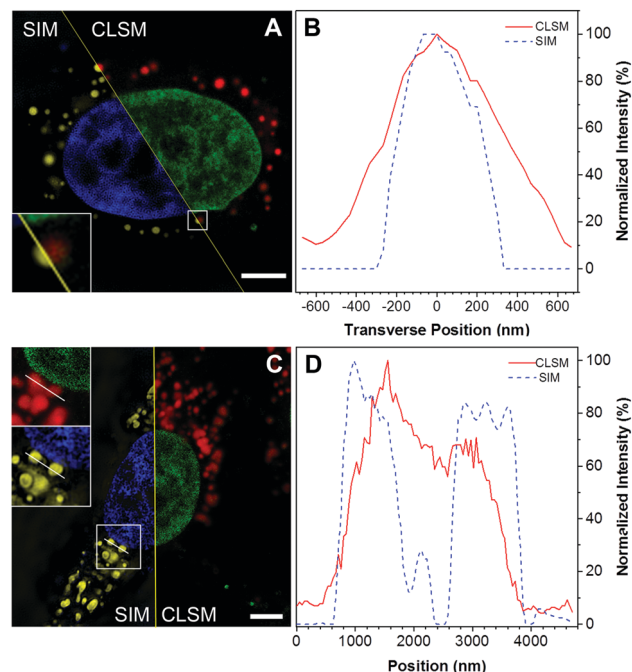 SIM CLSM A
B
CLSM
SIM
100
80
60
40
20
0
Normalized Intensity (%)
-600 -400 -200 0 200 400 600
Transverse Position (nm)
C
SIM CLSM
D
CLSM
SIM
100
80
60
40
20
0
Normalized Intensity (%)
0 1000 2000 3000 4000
Position (nm)